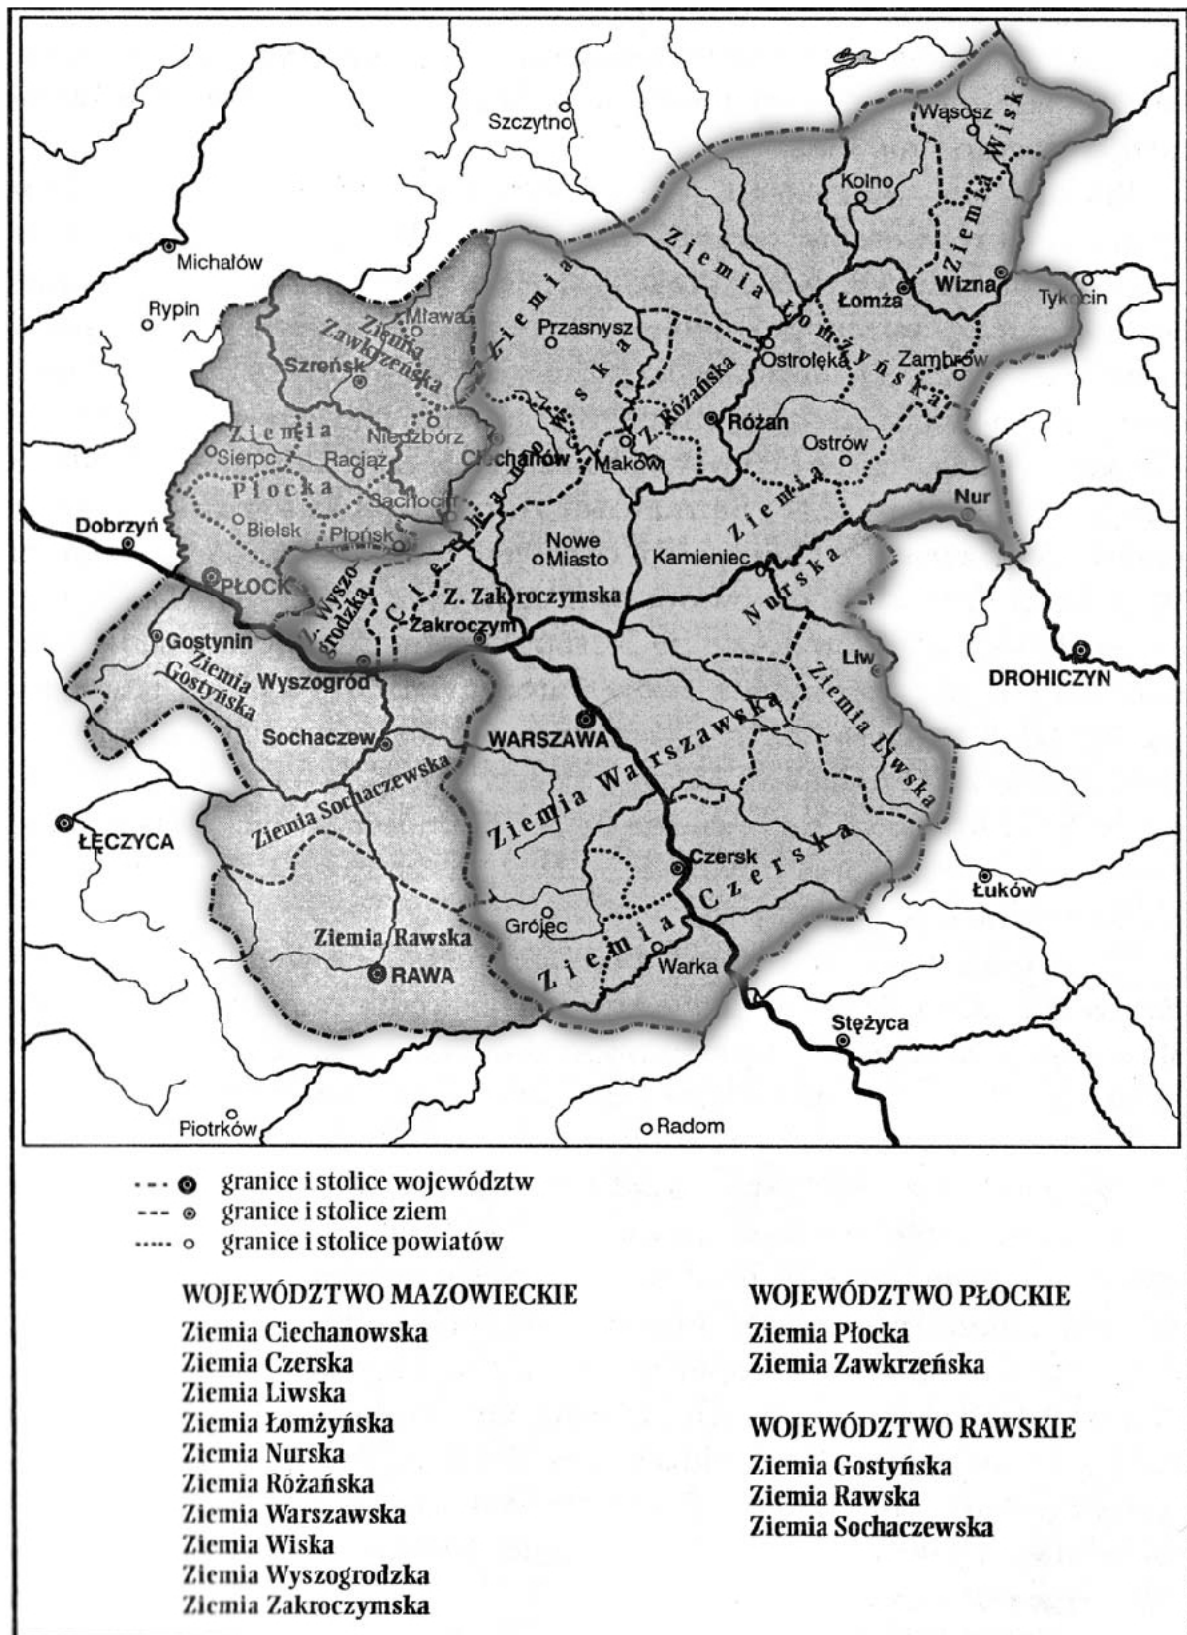 Szczytno
Wąsosz
Ziemia Wiska
Kolno
Michałów
Ziemia Łomżyńska
Łomża
Wizna
Tykocin
Rypin
Mława
Ziemia
Zawkrzeńska
Szreńsk
Przasnysz
Ostrołęka
Zambrów
Z. Różańska
Różan
Niedzbórz
Ziemia
Sierpc
Raciąż
Ciechanów
Maków
Ostrów
Płocka
Sachocin
Ziemia Ciechanowska
Nur
Dobrzyń
Bielsk
Płońsk
Nowe
Miasto
Kamieniec
Ziemia Nurska
PŁOCK
Z. Wyszo-
grodzka
Z. Zakroczymska
Zakroczym
Gostynin
Ziemia
Gostyńska
Wyszogród
Liw
DROHICZYN
Sochaczew
WARSZAWA
Ziemia Liwska
Ziemia Warszawska
Ziemia Sochaczewska
ŁĘCZYCA
Czersk
Łuków
Ziemia Czerska
Grójec
Ziemia Rawska
RAWA
Warka
Stężyca
Piotrków
Radom
granice i stolice województw
granice i stolice ziem
granice i stolice powiatów
WOJEWÓDZTWO MAZOWIECKIE
Ziemia Ciechanowska
Ziemia Czerska
Ziemia Liwska
Ziemia Łomżyńska
Ziemia Nurska
Ziemia Różańska
Ziemia Warszawska
Ziemia Wiska
Ziemia Wyszogrodzka
Ziemia Zakroczymska
WOJEWÓDZTWO PŁOCKIE
Ziemia Płocka
Ziemia Zawkrzeńska
WOJEWÓDZTWO RAWSKIE
Ziemia Gostyńska
Ziemia Rawska
Ziemia Sochaczewska